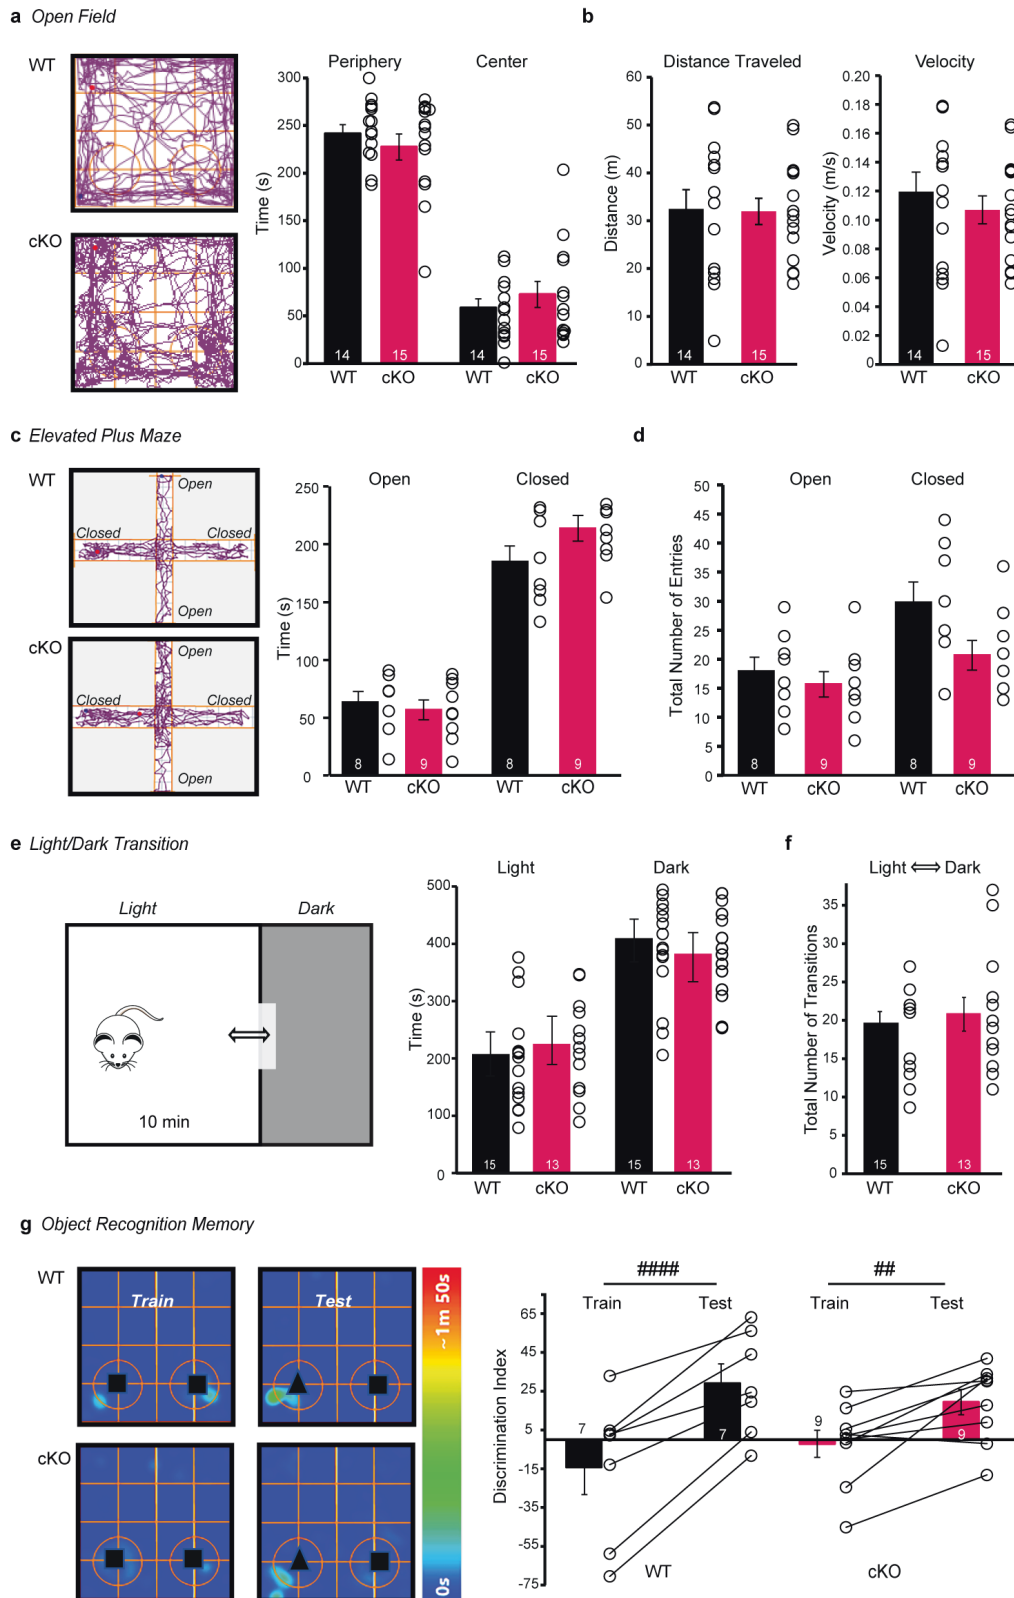 a Open Field
WT
cKO
Periphery Center
Time (s)
300
250
200
150
100
50
0
14 15 14 15
WT cKO WT cKO
b
Distance Traveled
Distance (m)
60
50
40
30
20
10
0
14 15
WT cKO
Velocity
Velocity (m/s)
0.20
0.18
0.16
0.14
0.12
0.10
0.08
0.06
0.04
0.02
0.00
14 15
WT cKO
c Elevated Plus Maze
WT
Open
Closed Closed
Open
cKO
Open
Closed Closed
Open
Open Closed
Time (s)
250
200
150
100
50
0
8 9 8 9
WT cKO WT cKO
d
Open Closed
Total Number of Entries
50
45
40
35
30
25
20
15
10
5
0
8 9 8 9
WT cKO WT cKO
e Light/Dark Transition
Light Dark
10 min
Light Dark
Time (s)
500
400
300
200
100
0
15 13 15 13
WT cKO WT cKO
f
Light ⟺ Dark
Total Number of Transitions
35
30
25
20
15
10
5
0
15 13
WT cKO
g Object Recognition Memory
WT
Train Test
cKO
~1m 50s
0s
#### ##
Train Test Train Test
Discrimination Index
75
45
25
5
-15
-35
-55
-75
7 7 9 9
WT cKO